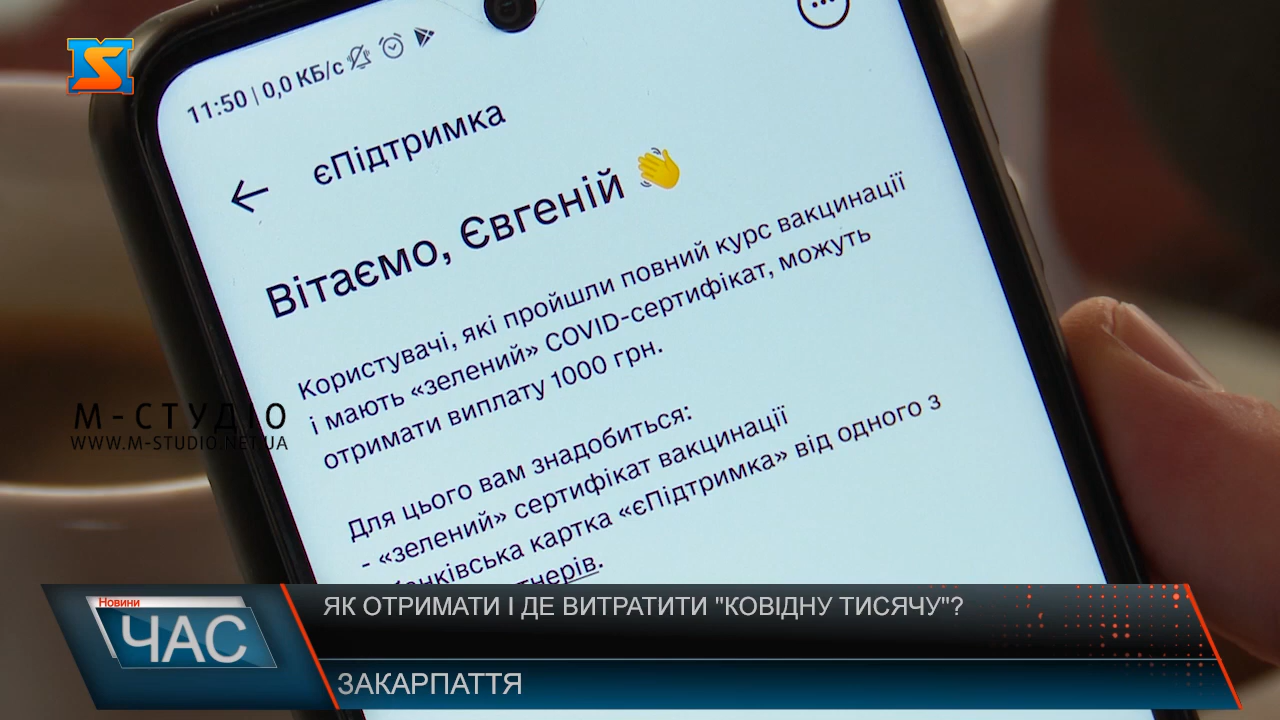 11:50 | 0,0 КБ/с
єПідтримка
Вітаємо, Євгеній 👋
Користувачі, які пройшли повний курс вакцинації
і мають «зелений» COVID-сертифікат, можуть
отримати виплату 1000 грн.
Для цього вам знадобиться:
- «зелений» сертифікат вакцинації
картка «єПідтримка» від одного з
М-СТУДІО
WWW.M-STUDIO.NET.UA
Новини
ЧАС
ЯК ОТРИМАТИ І ДЕ ВИТРАТИТИ "КОВІДНУ ТИСЯЧУ"?
ЗАКАРПАТТЯ